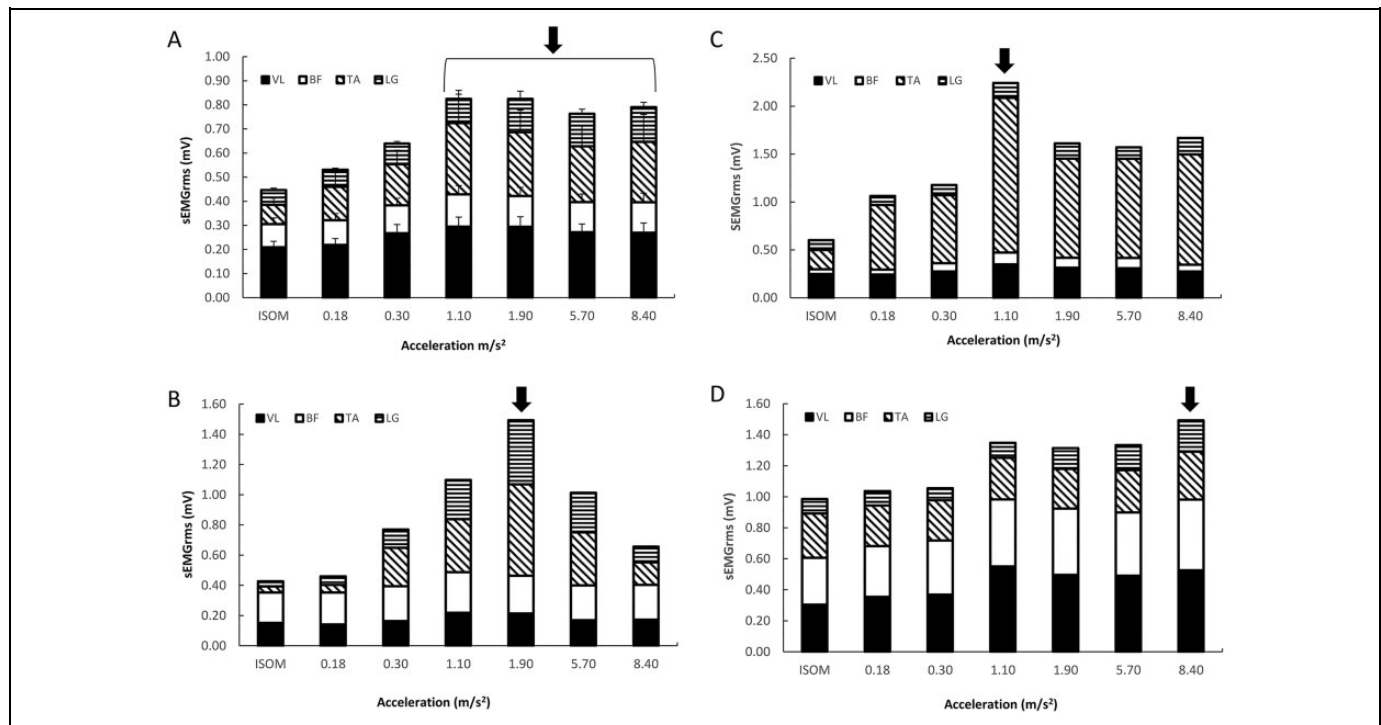 A
1.00
0.90
0.80
0.70
0.60
0.50
0.40
0.30
0.20
0.10
0.00
sEMGrms (mV)
VL BF TA LG
ISOM 0.18 0.30 1.10 1.90 5.70 8.40
Acceleration m/s²
C
2.50
2.00
1.50
1.00
0.50
0.00
SEMGrms (mV)
VL BF TA LG
ISOM 0.18 0.30 1.10 1.90 5.70 8.40
Acceleration (m/s²)
B
1.60
1.40
1.20
1.00
0.80
0.60
0.40
0.20
0.00
sEMGrms (mV)
VL BF TA LG
ISOM 0.18 0.30 1.10 1.90 5.70 8.40
Acceleration (m/s²)
D
1.60
1.40
1.20
1.00
0.80
0.60
0.40
0.20
0.00
sEMGrms (mV)
VL BF TA LG
ISOM 0.18 0.30 1.10 1.90 5.70 8.40
Acceleration (m/s²)